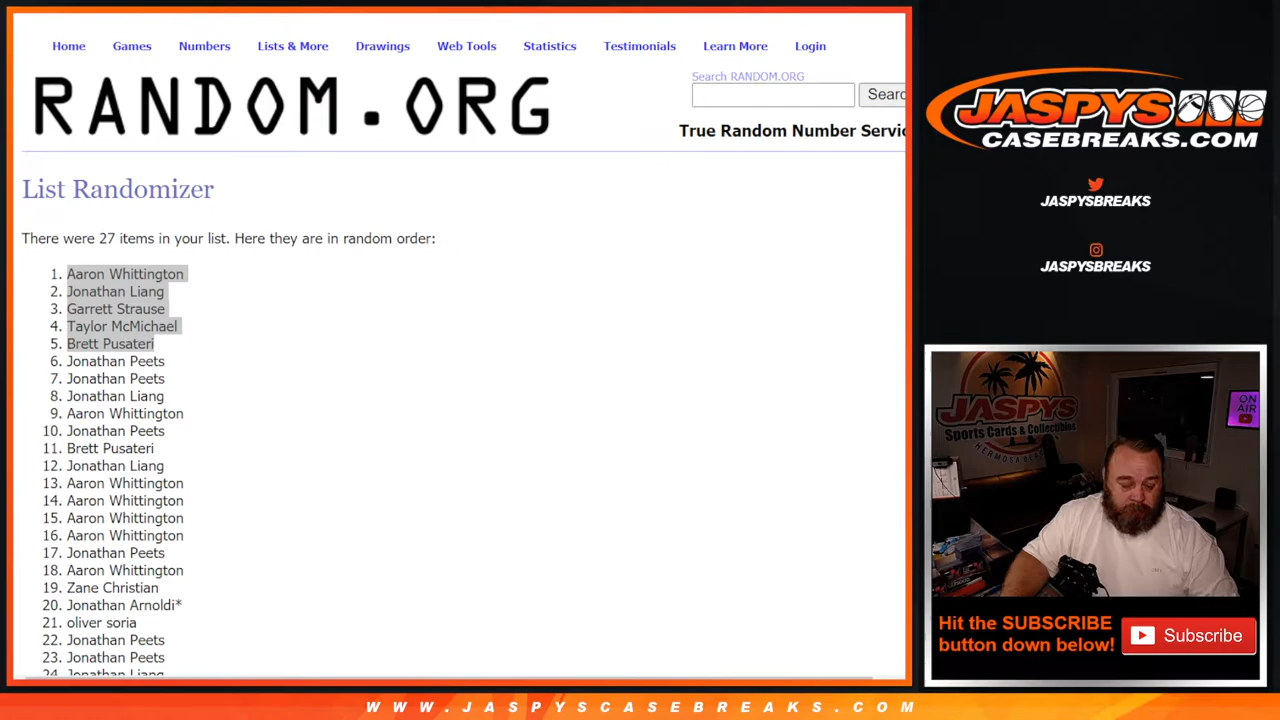 Home Games Numbers Lists & More Drawings Web Tools Statistics Testimonials Learn More Login
RANDOM.ORG
Search RANDOM.ORG
Searc
True Random Number Servic
List Randomizer
There were 27 items in your list. Here they are in random order:
1. Aaron Whittington
2. Jonathan Liang
3. Garrett Strause
4. Taylor McMichael
5. Brett Pusateri
6. Jonathan Peets
7. Jonathan Peets
8. Jonathan Liang
9. Aaron Whittington
10. Jonathan Peets
11. Brett Pusateri
12. Jonathan Liang
13. Aaron Whittington
14. Aaron Whittington
15. Aaron Whittington
16. Aaron Whittington
17. Jonathan Peets
18. Aaron Whittington
19. Zane Christian
20. Jonathan Arnoldi*
21. oliver soria
22. Jonathan Peets
23. Jonathan Peets
24. Jonathan Liang
JASPYS
CASEBREAKS.COM
JASPYSBREAKS
JASPYSBREAKS
JASPYS
Sports Cards & Collectibles
HERMOSA BEACH
ON
AIR
Hit the SUBSCRIBE
button down below!
Subscribe
WWW.JASPYSCASEBREAKS.COM